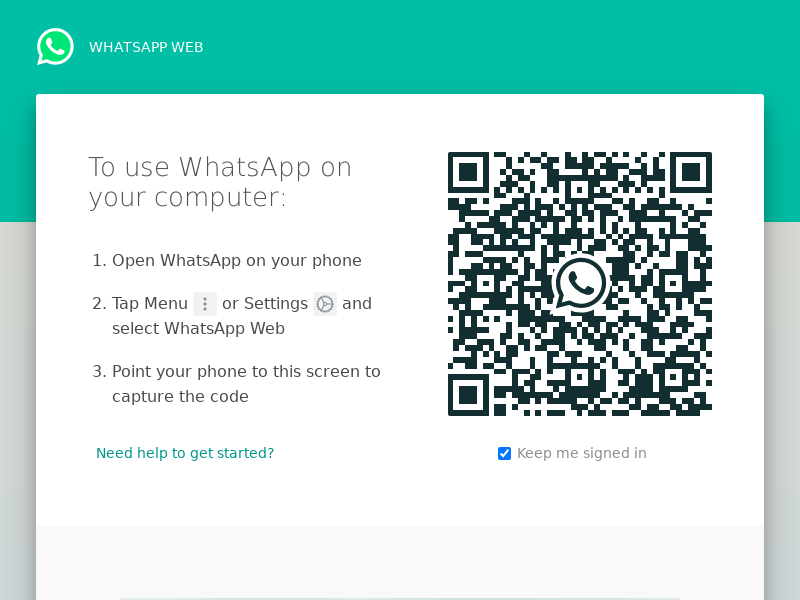 WHATSAPP WEB
To use WhatsApp on
your computer:
1. Open WhatsApp on your phone
2. Tap Menu or Settings and
select WhatsApp Web
3. Point your phone to this screen to
capture the code
Need help to get started?
Keep me signed in